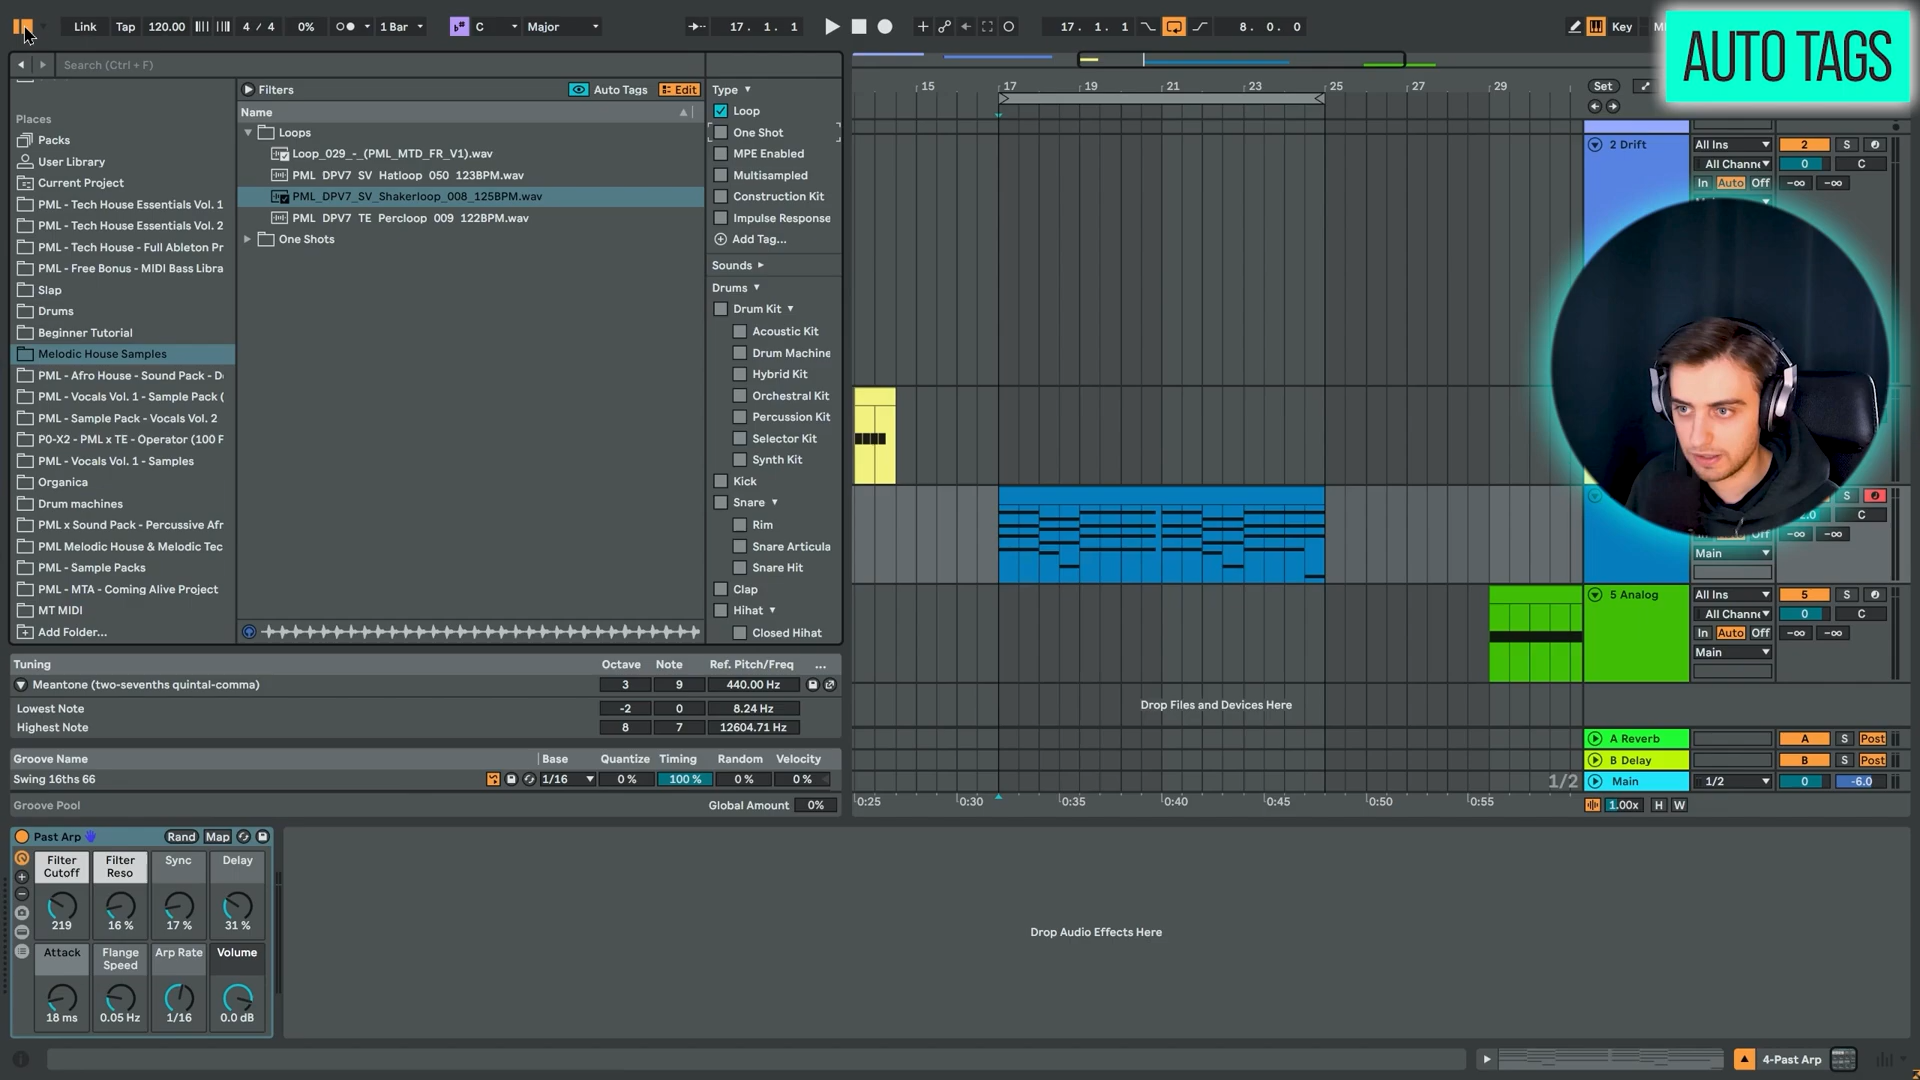 Link Tap 120.00 4 / 4 0% 1 Bar C Major 17. 1. 1 17. 1. 1 8. 0. 0 Key
AUTO TAGS
Search (Ctrl + F)
Places
Packs
User Library
Current Project
PML - Tech House Essentials Vol. 1
PML - Tech House Essentials Vol. 2
PML - Tech House - Full Ableton Pr
PML - Free Bonus - MIDI Bass Libra
Slap
Drums
Beginner Tutorial
Melodic House Samples
PML - Afro House - Sound Pack - D
PML - Vocals Vol. 1 - Sample Pack (
PML - Sample Pack - Vocals Vol. 2
P0-X2 - PML x TE - Operator (100 F
PML - Vocals Vol. 1 - Samples
Organica
Drum machines
PML x Sound Pack - Percussive Afr
PML Melodic House & Melodic Tec
PML - Sample Packs
PML - MTA - Coming Alive Project
MT MIDI
Add Folder...
Filters Auto Tags Edit
Name
Loops
Loop_029_-_(PML_MTD_FR_V1).wav
PML_DPV7_SV_Hatloop_050_123BPM.wav
PML_DPV7_SV_Shakerloop_008_125BPM.wav
PML_DPV7_TE_Percloop_009_122BPM.wav
One Shots
Type
Loop
One Shot
MPE Enabled
Multisampled
Construction Kit
Impulse Response
Add Tag...
Sounds
Drums
Drum Kit
Acoustic Kit
Drum Machine
Hybrid Kit
Orchestral Kit
Percussion Kit
Selector Kit
Synth Kit
Kick
Snare
Rim
Snare Articula
Snare Hit
Clap
Hihat
Closed Hihat
15 17 19 21 23 25 27 29
Set
2 Drift All Ins 2 S
All Channe 0 C
In Auto Off -∞ -∞
S
C
-∞ -∞
Main
5 Analog All Ins 5 S
All Channe 0 C
In Auto Off -∞ -∞
Main
Drop Files and Devices Here
A Reverb A S Post
B Delay B S Post
1/2 Main 1/2 0 -6.0
0:25 0:30 0:35 0:40 0:45 0:50 0:55 1.00x H W
Tuning Octave Note Ref. Pitch/Freq ...
Meantone (two-sevenths quintal-comma) 3 9 440.00 Hz
Lowest Note -2 0 8.24 Hz
Highest Note 8 7 12604.71 Hz
Groove Name Base Quantize Timing Random Velocity
Swing 16ths 66 1/16 0 % 100 % 0 % 0 %
Groove Pool Global Amount 0%
Past Arp Rand Map
Filter Cutoff Filter Reso Sync Delay
219 16 % 17 % 31 %
Attack Flange Speed Arp Rate Volume
18 ms 0.05 Hz 1/16 0.0 dB
Drop Audio Effects Here
4-Past Arp